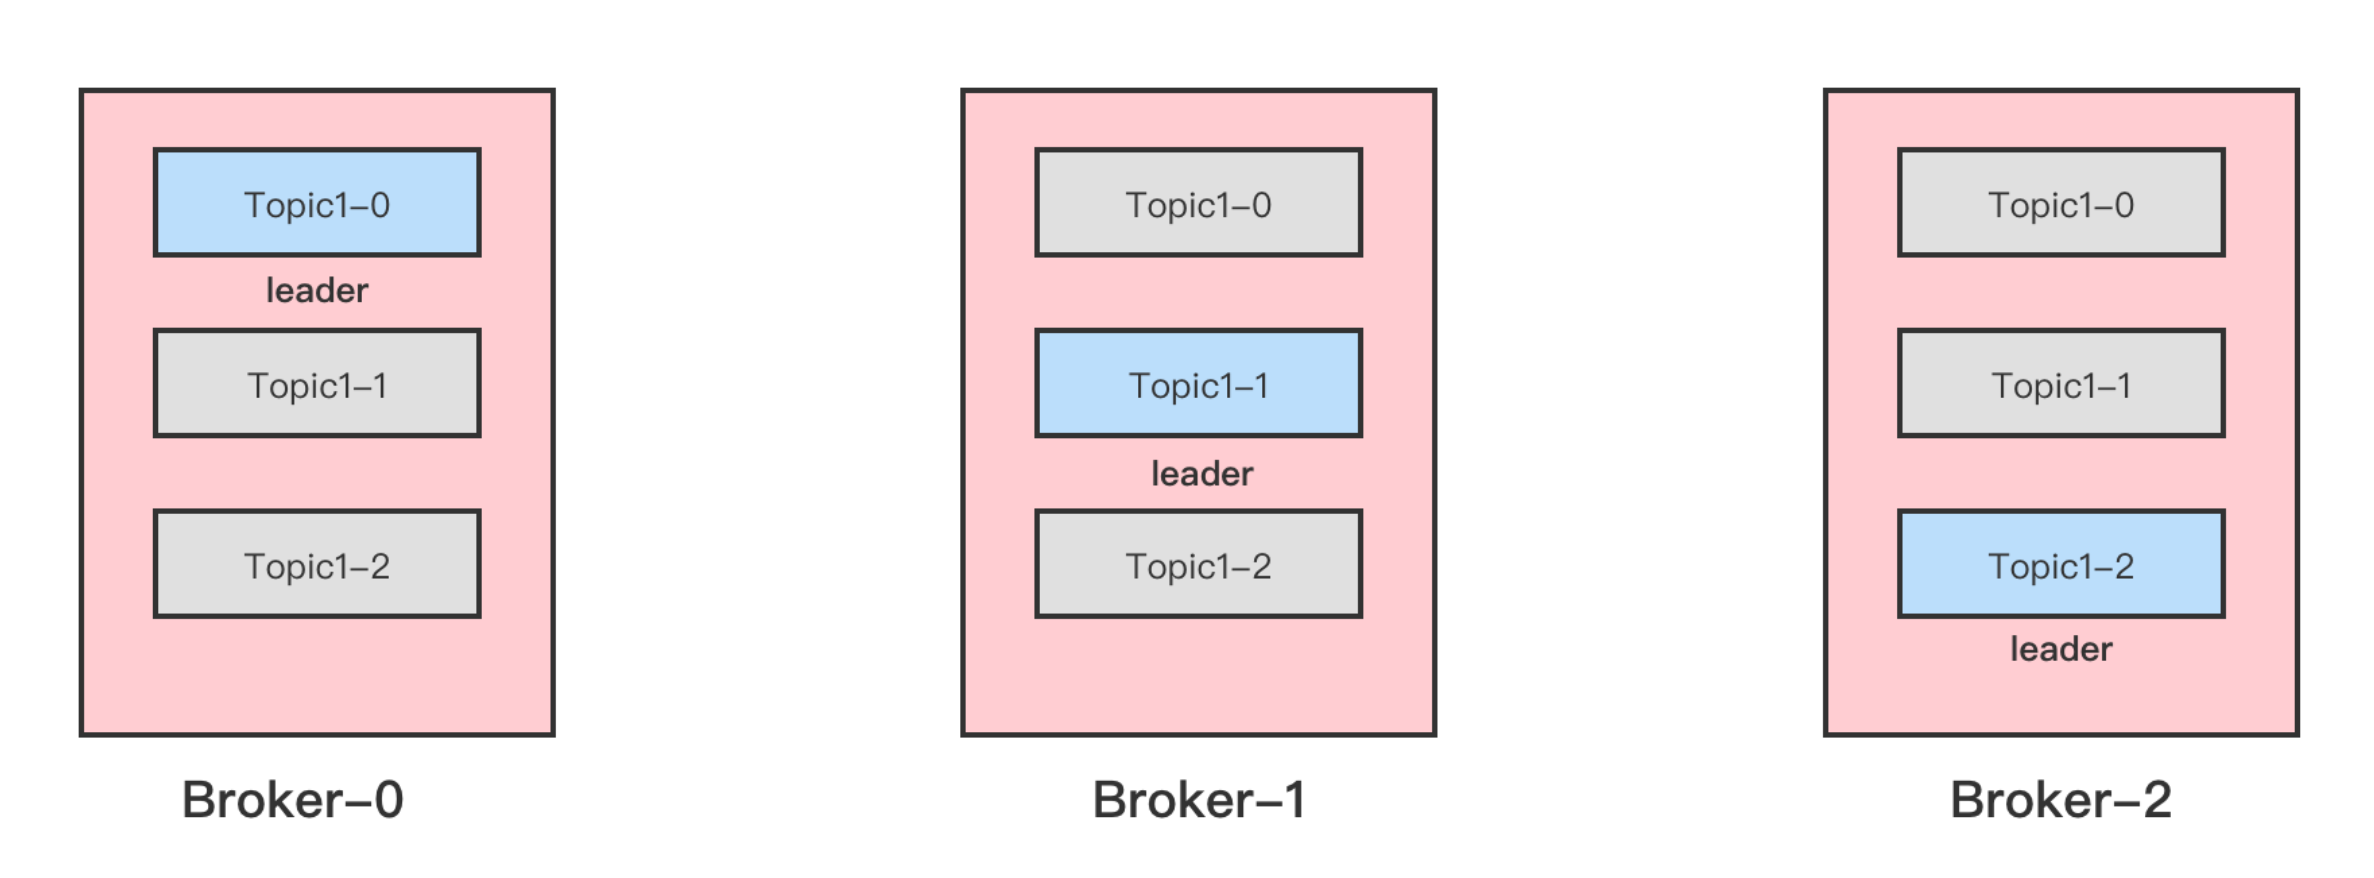 Topic1–0
leader
Topic1–1
Topic1–2
Broker–0
Topic1–0
Topic1–1
leader
Topic1–2
Broker–1
Topic1–0
Topic1–1
Topic1–2
leader
Broker–2